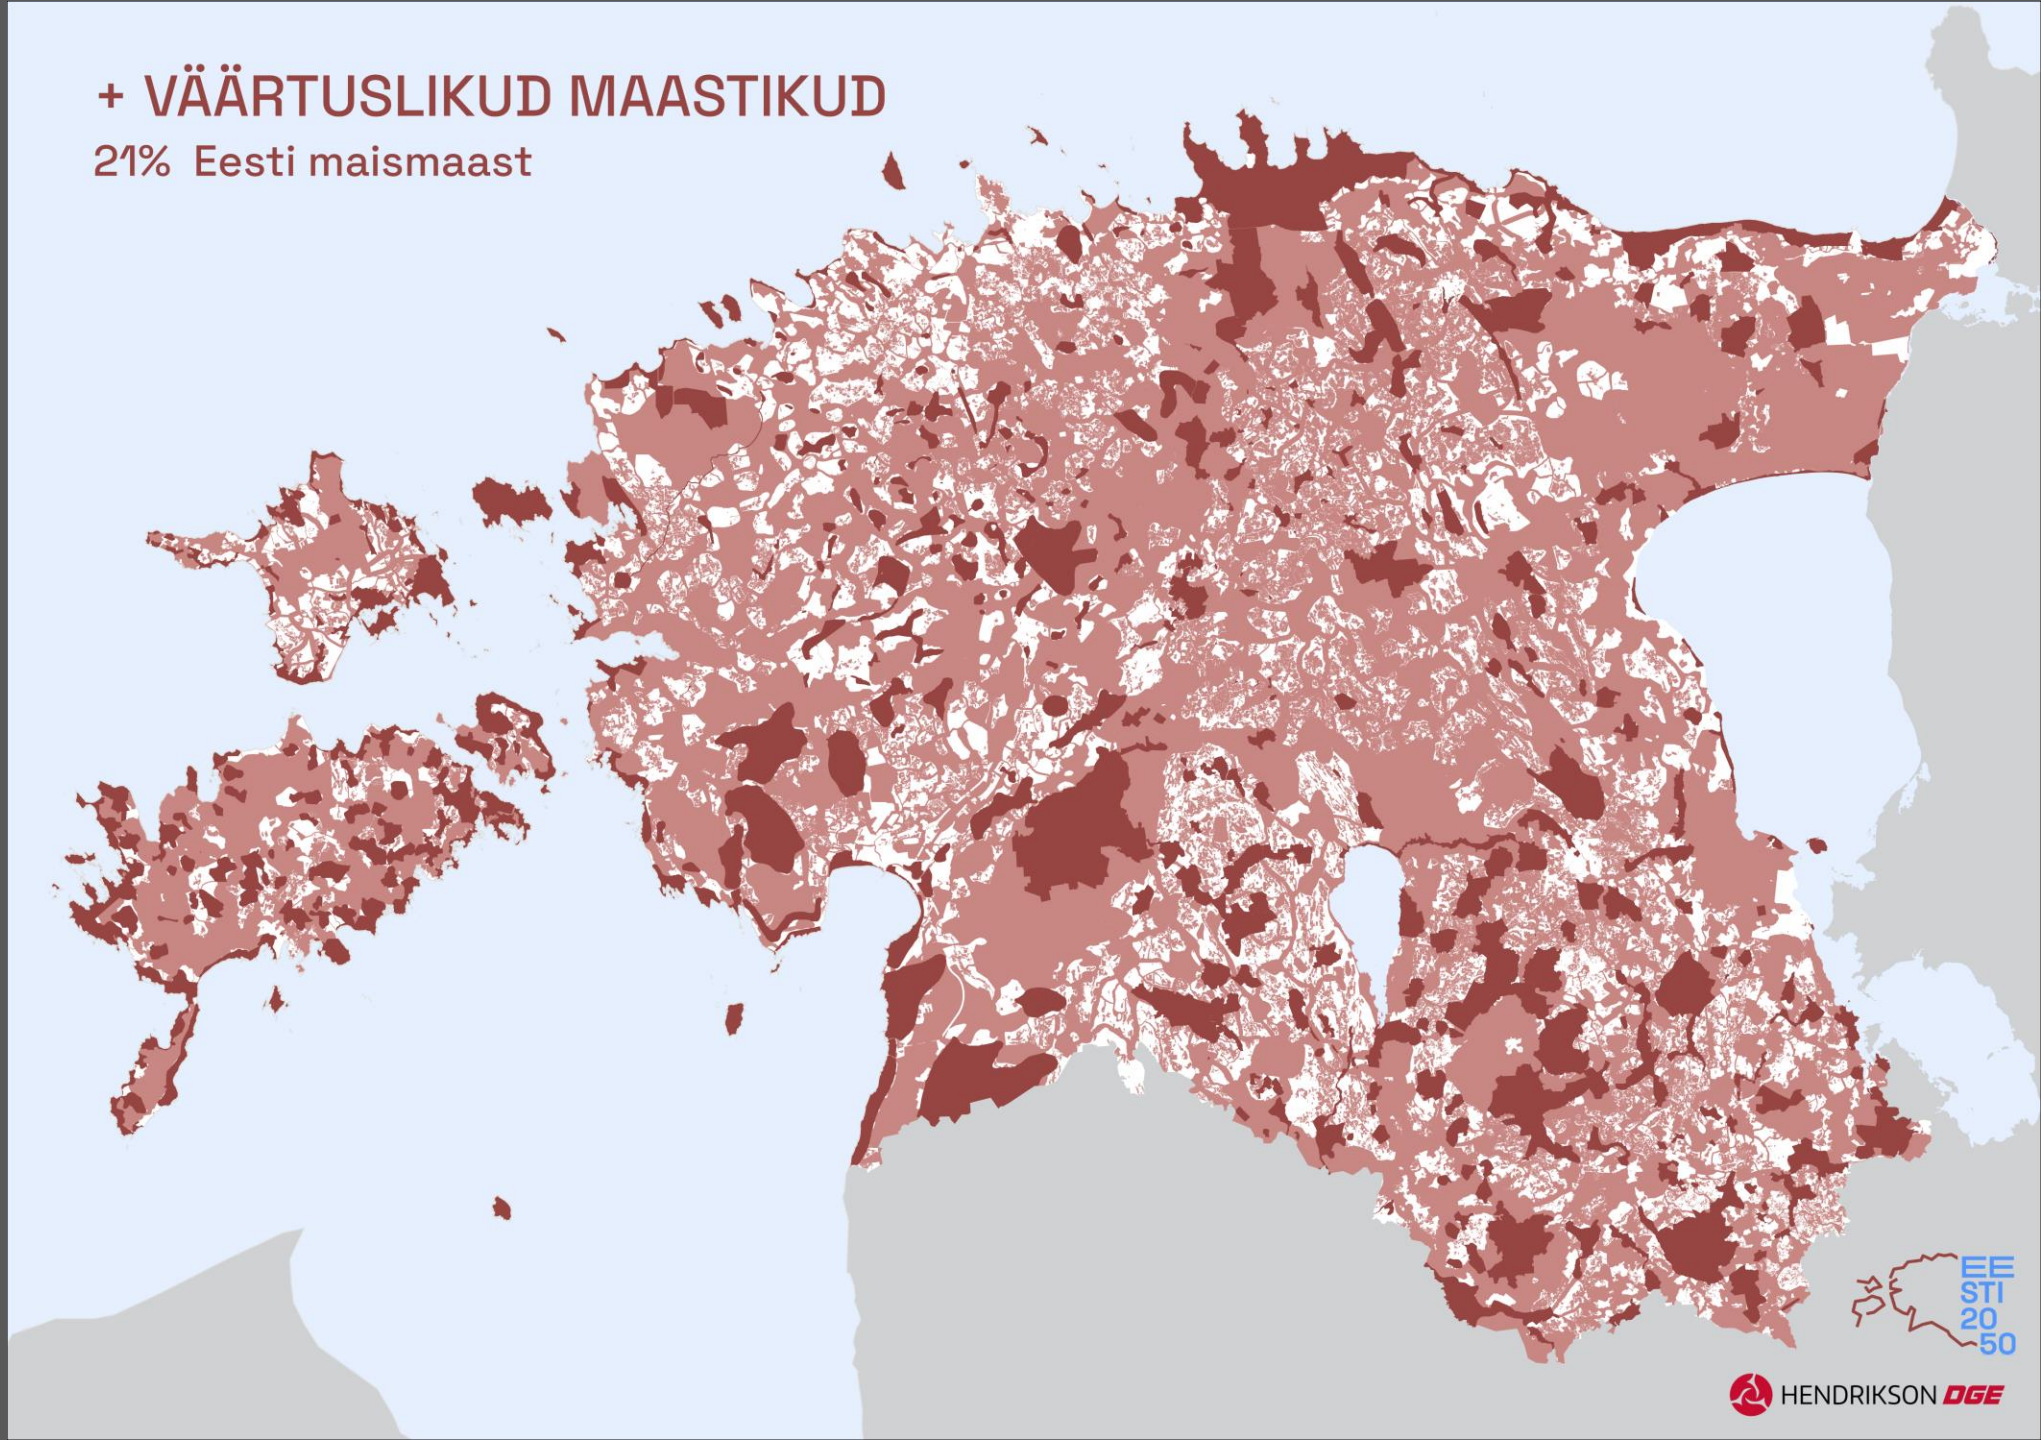 + VÄÄRTUSLIKUD MAASTIKUD
21% Eesti maismaast
EE
STI
20
50
HENDRIKSON DGE